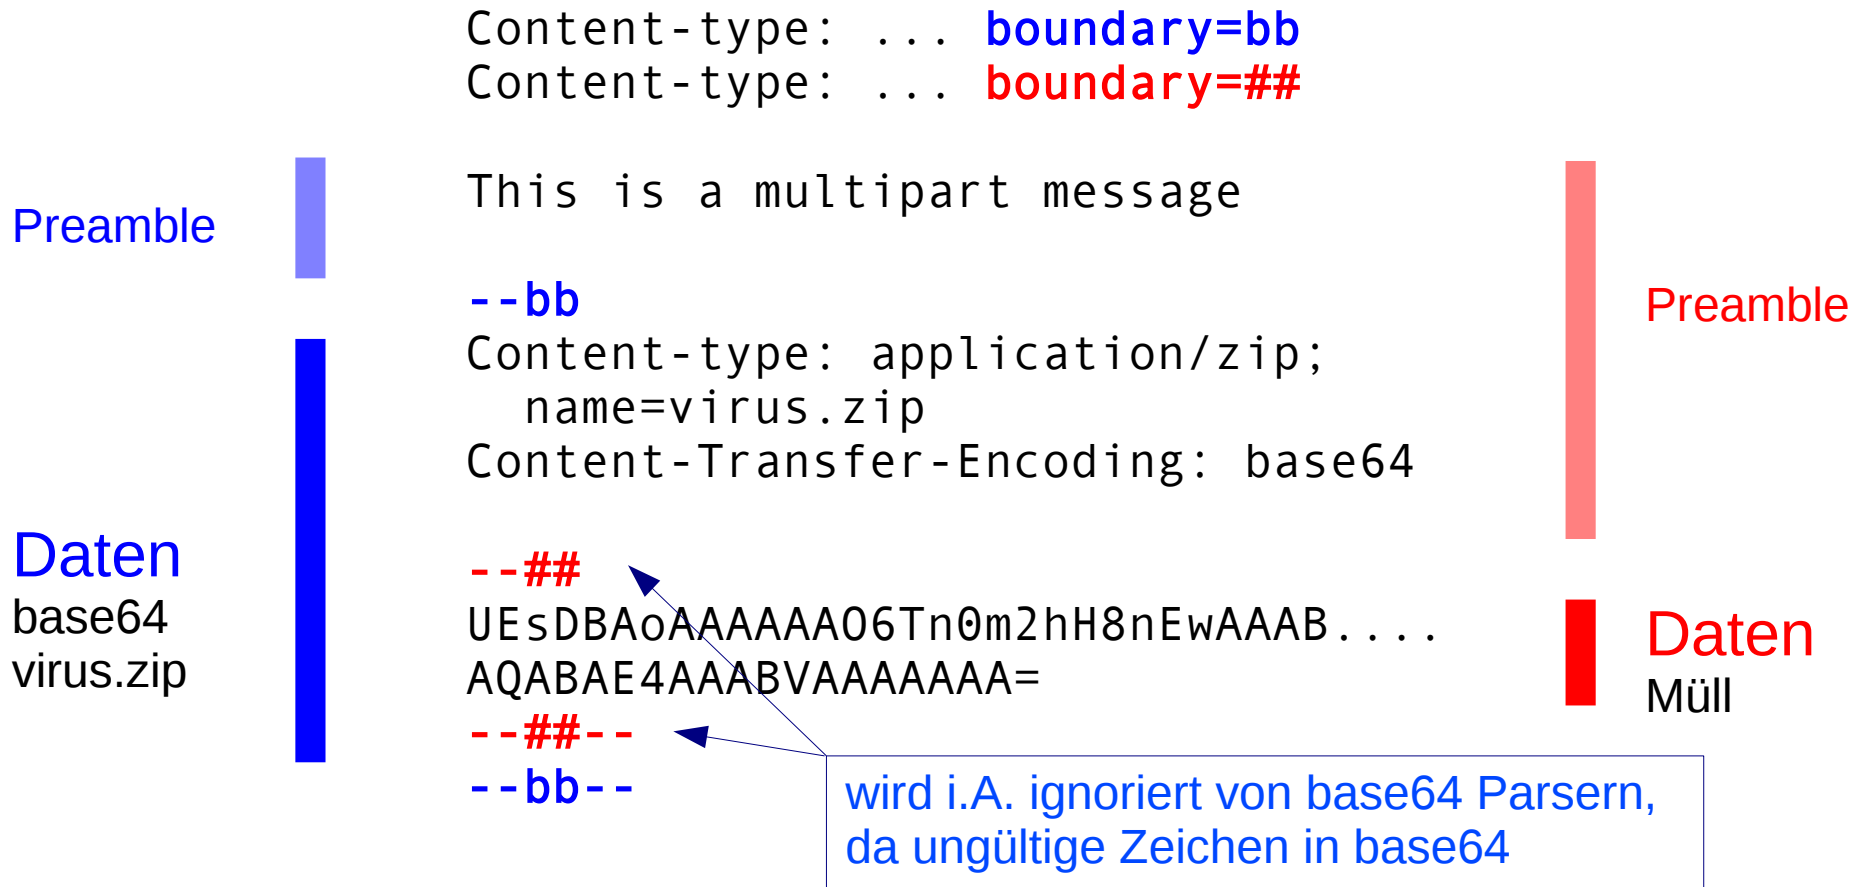 Content-type: ... boundary=bb
Content-type: ... boundary=##
This is a multipart message
Preamble
--bb
Preamble
Content-type: application/zip;
name=virus.zip
Content-Transfer-Encoding: base64
Daten
base64
virus.zip
--##
UEsDBAoAAAAAAO6Tn0m2hH8nEwAAAB....
AQABAE4AAABVAAAAAAA=
--##--
--bb--
Daten
Müll
wird i.A. ignoriert von base64 Parsern,
da ungültige Zeichen in base64